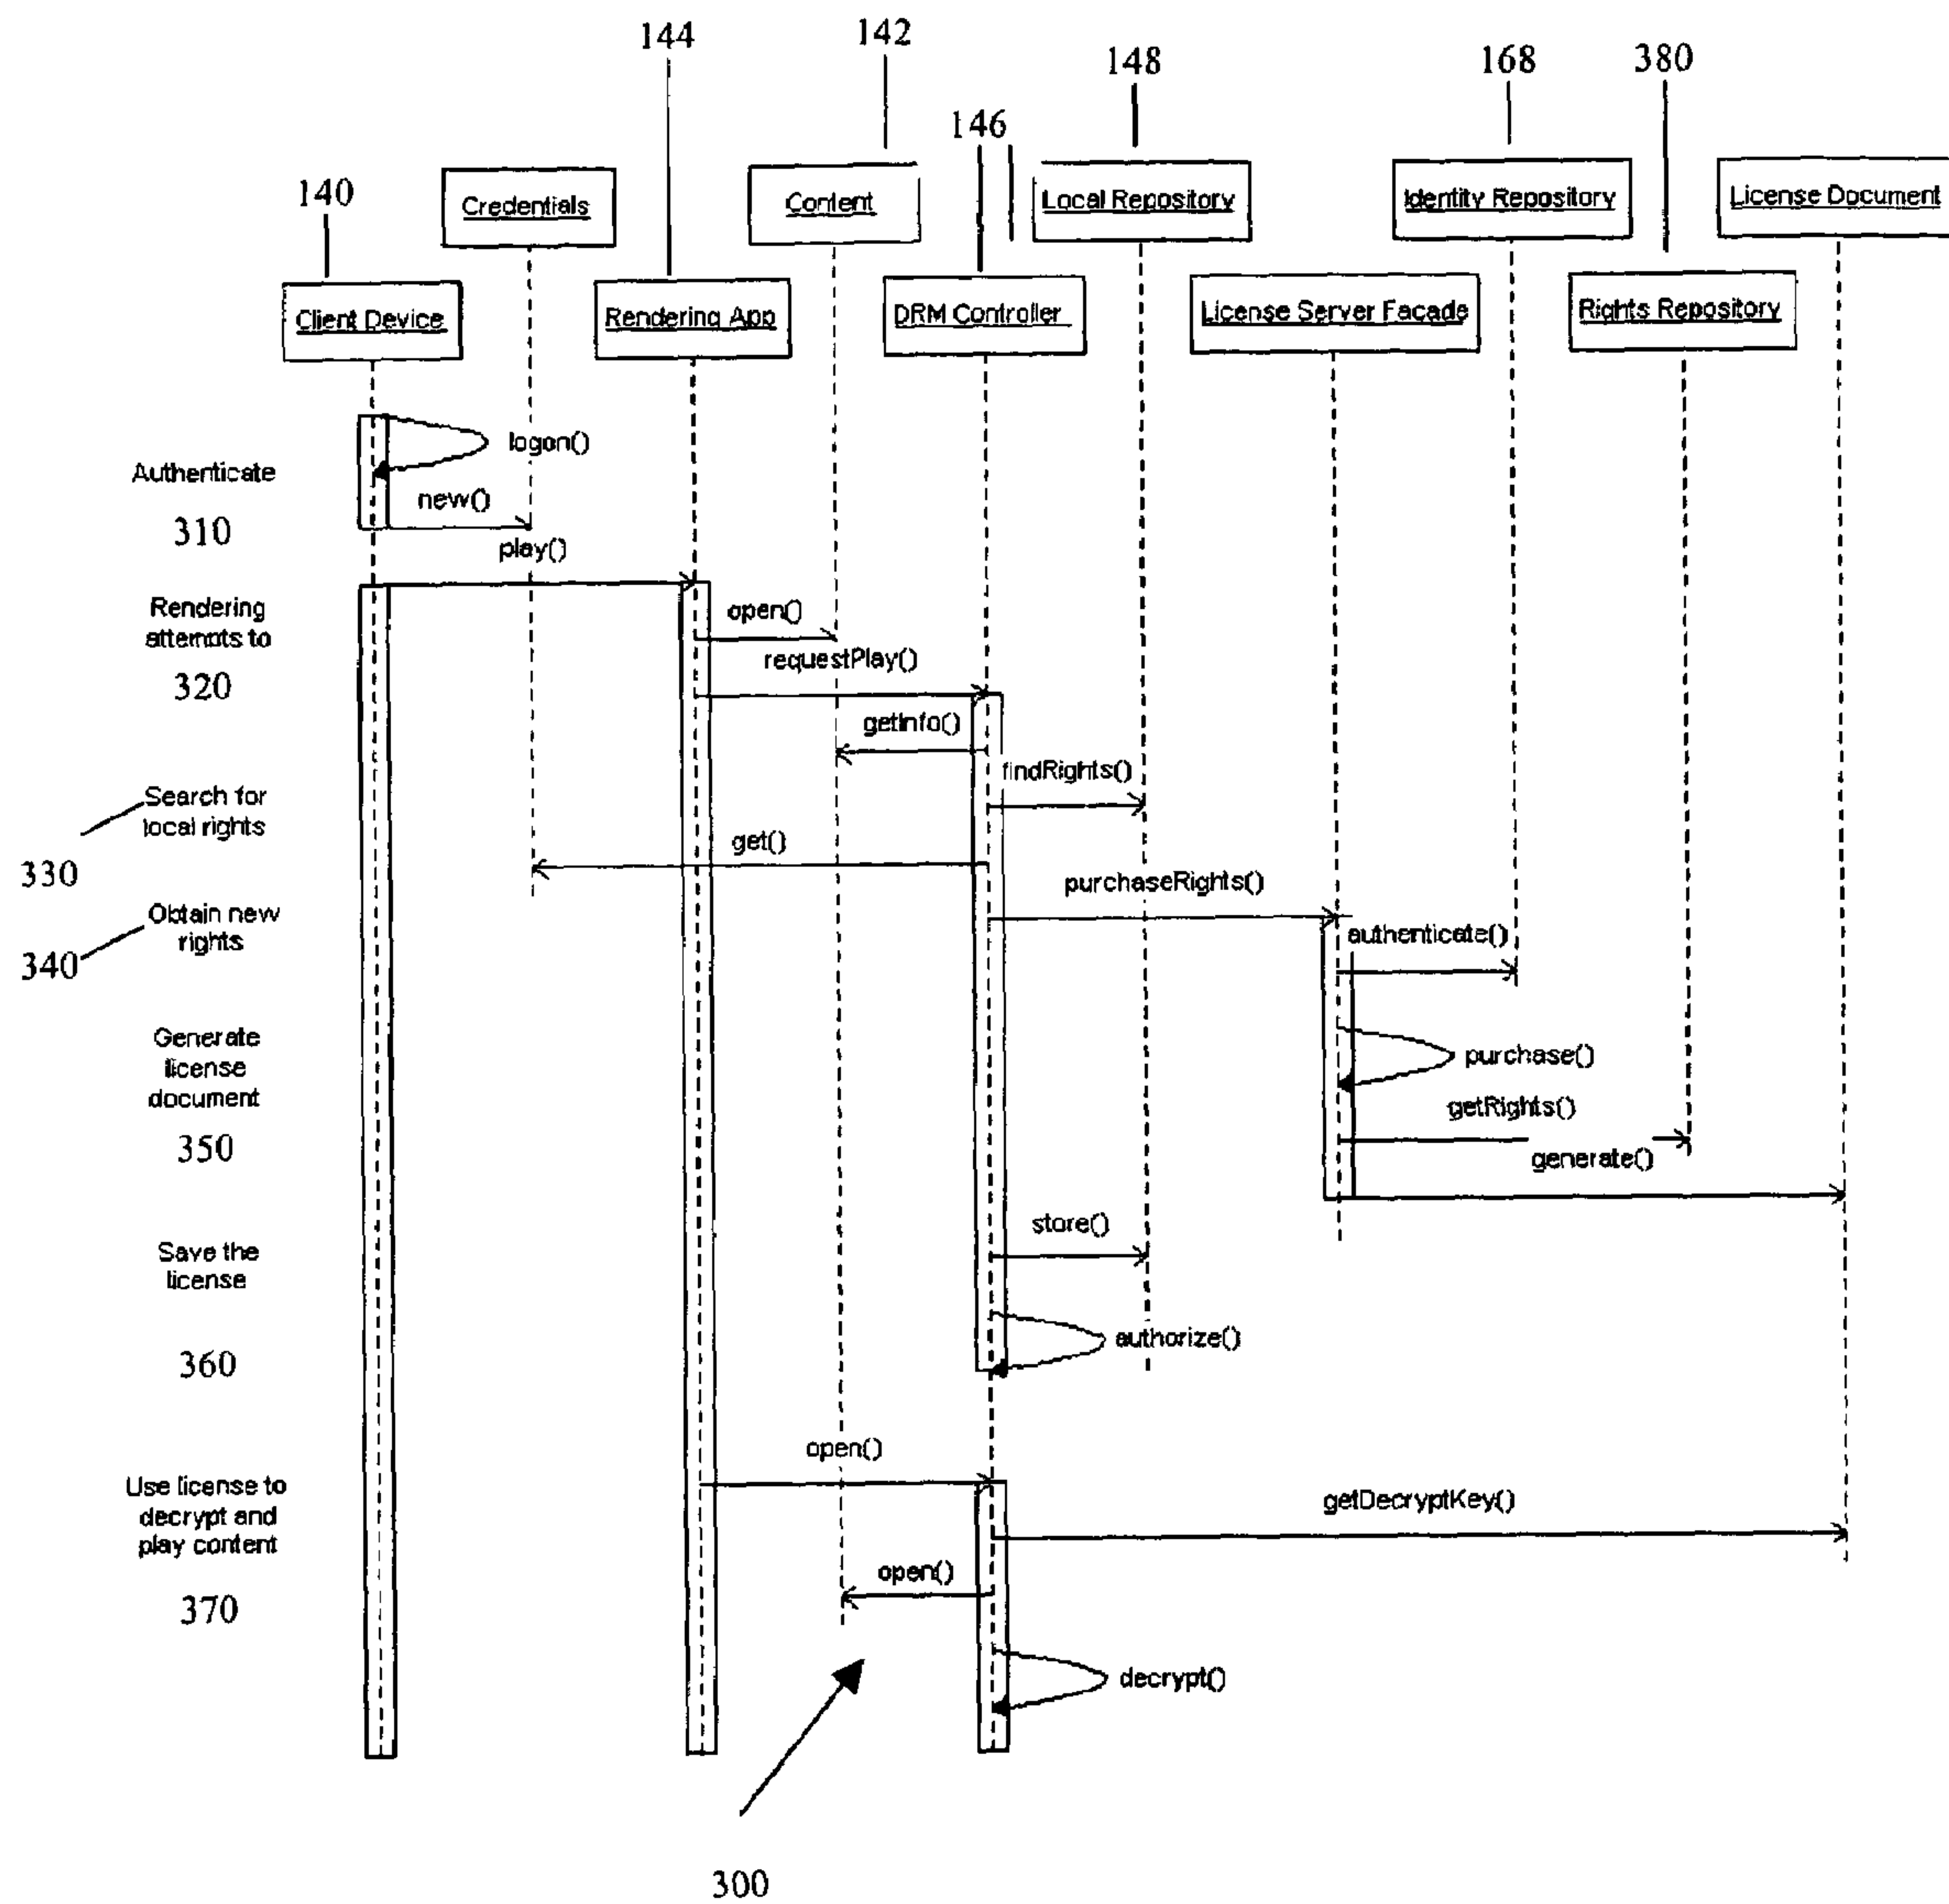 144
142
148
168
380
146
140
Credentials
Content
Local Repository
Identity Repository
License Document
Client Device
Rendering App
DRM Controller
License Server Facade
Rights Repository
logon()
Authenticate
new()
310
play()
Rendering
attempts to
320
open()
requestPlay()
getInfo()
findRights()
Search for
local rights
330
get()
purchaseRights()
Obtain new
rights
340
authenticate()
Generate
license
document
350
purchase()
getRights()
generate()
store()
Save the
license
360
authorize()
open()
Use license to
decrypt and
play content
370
getDecryptKey()
open()
decrypt()
300